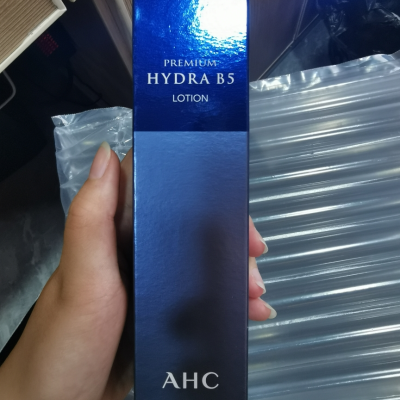 PREMIUM
HYDRA B5
LOTION
AHC